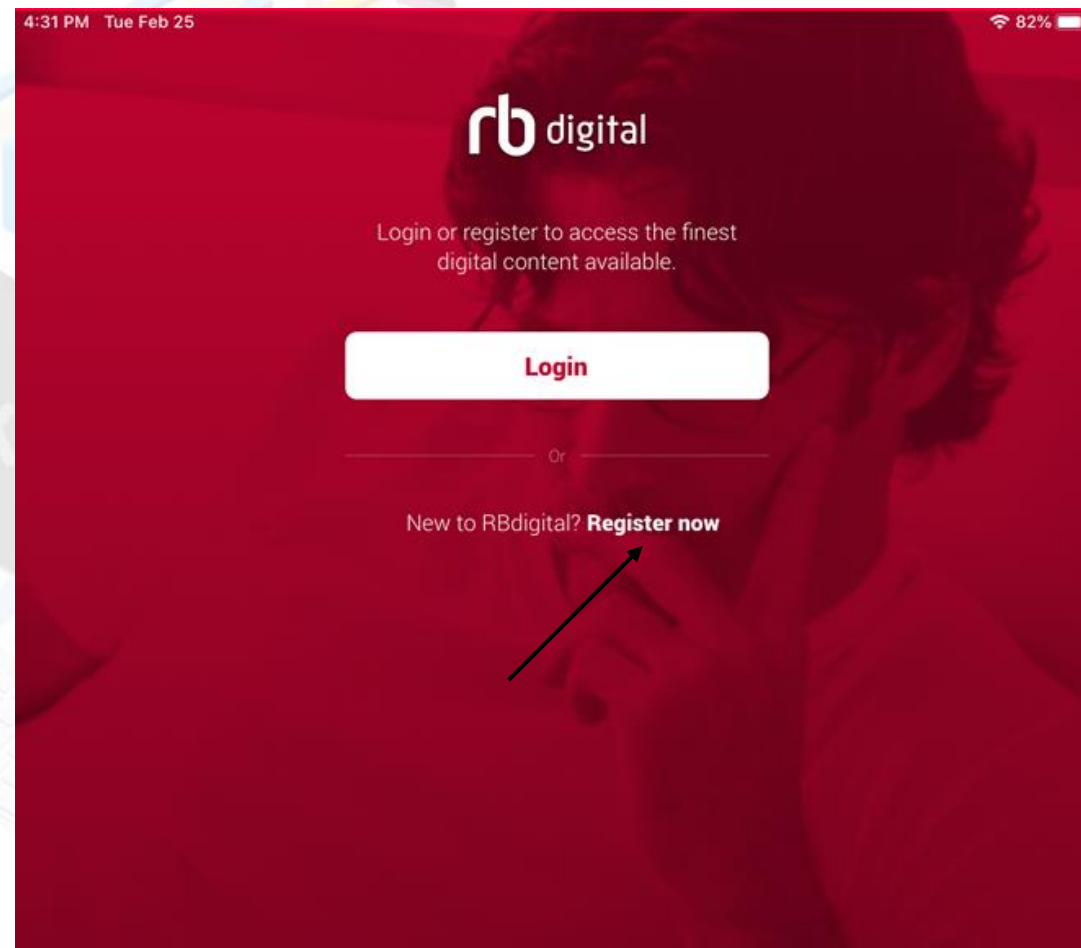 4:31 PM Tue Feb 25 82%
rb digital
Login or register to access the finest
digital content available.
Login
Or
New to RBdigital? Register now